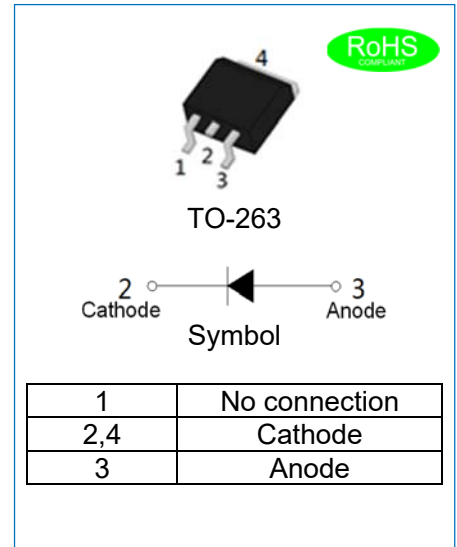 RoHS
COMPLIANT
4
1 2 3
TO-263
2 3
Cathode Anode
Symbol
1 No connection
2,4 Cathode
3 Anode